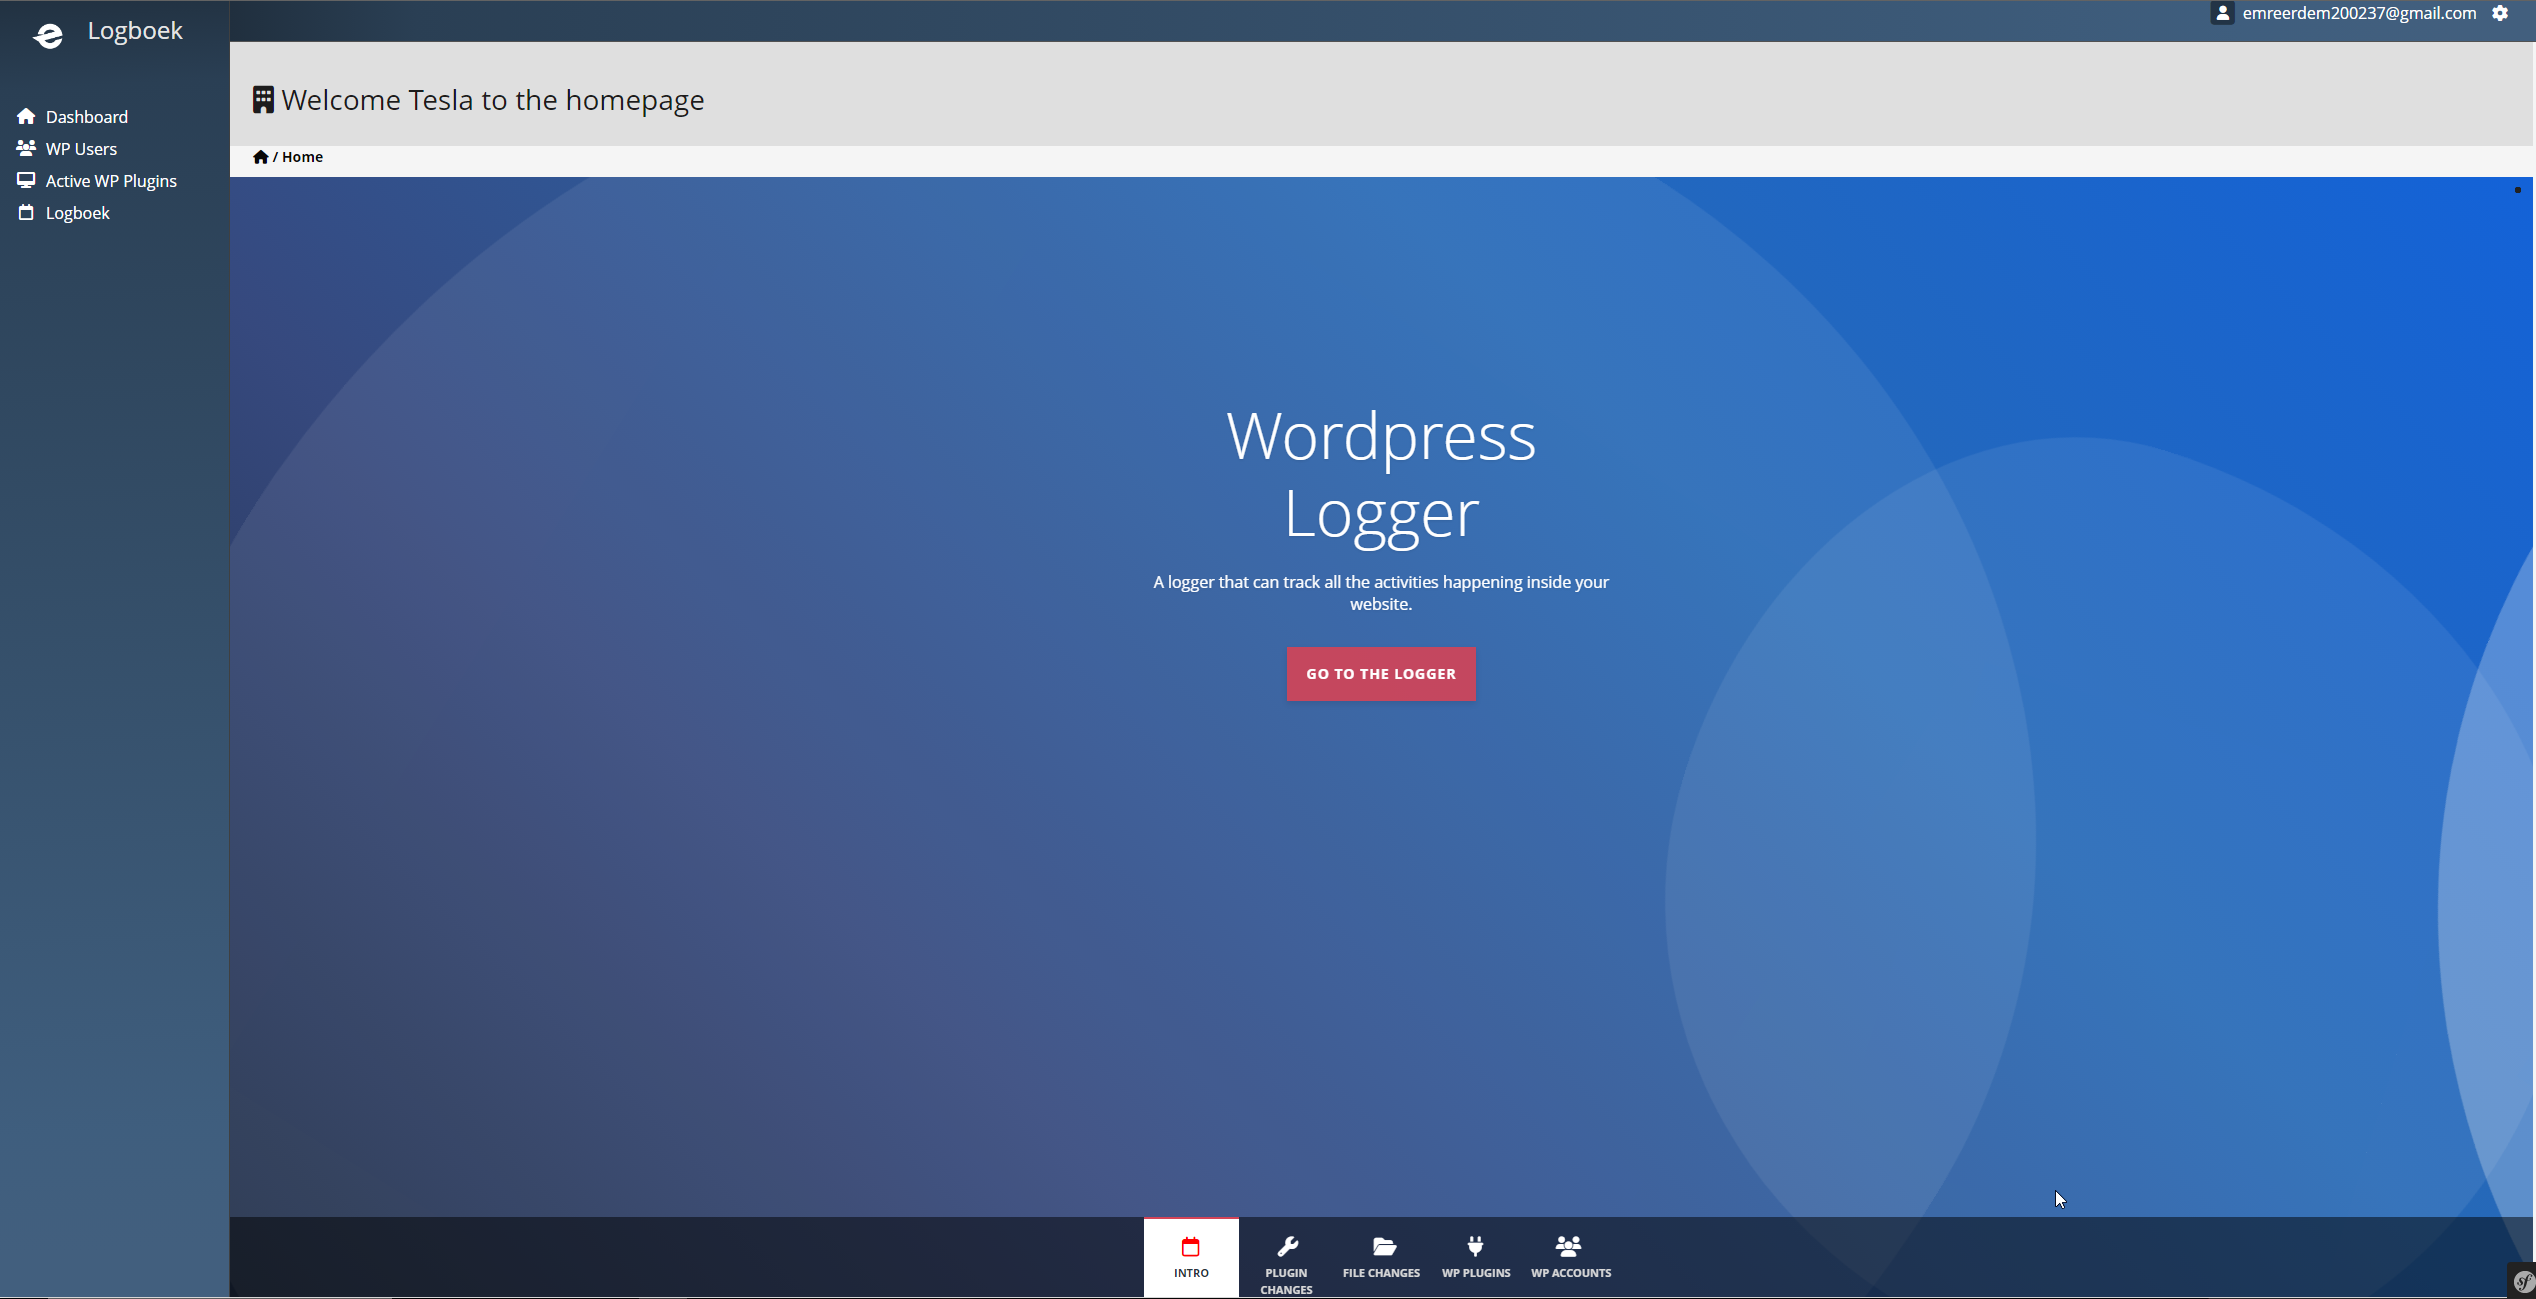 Logboek
emreerdem200237@gmail.com
Welcome Tesla to the homepage
/ Home
Dashboard
WP Users
Active WP Plugins
Logboek
Wordpress
Logger
A logger that can track all the activities happening inside your
website.
GO TO THE LOGGER
INTRO
PLUGIN
CHANGES
FILE CHANGES
WP PLUGINS
WP ACCOUNTS
sf